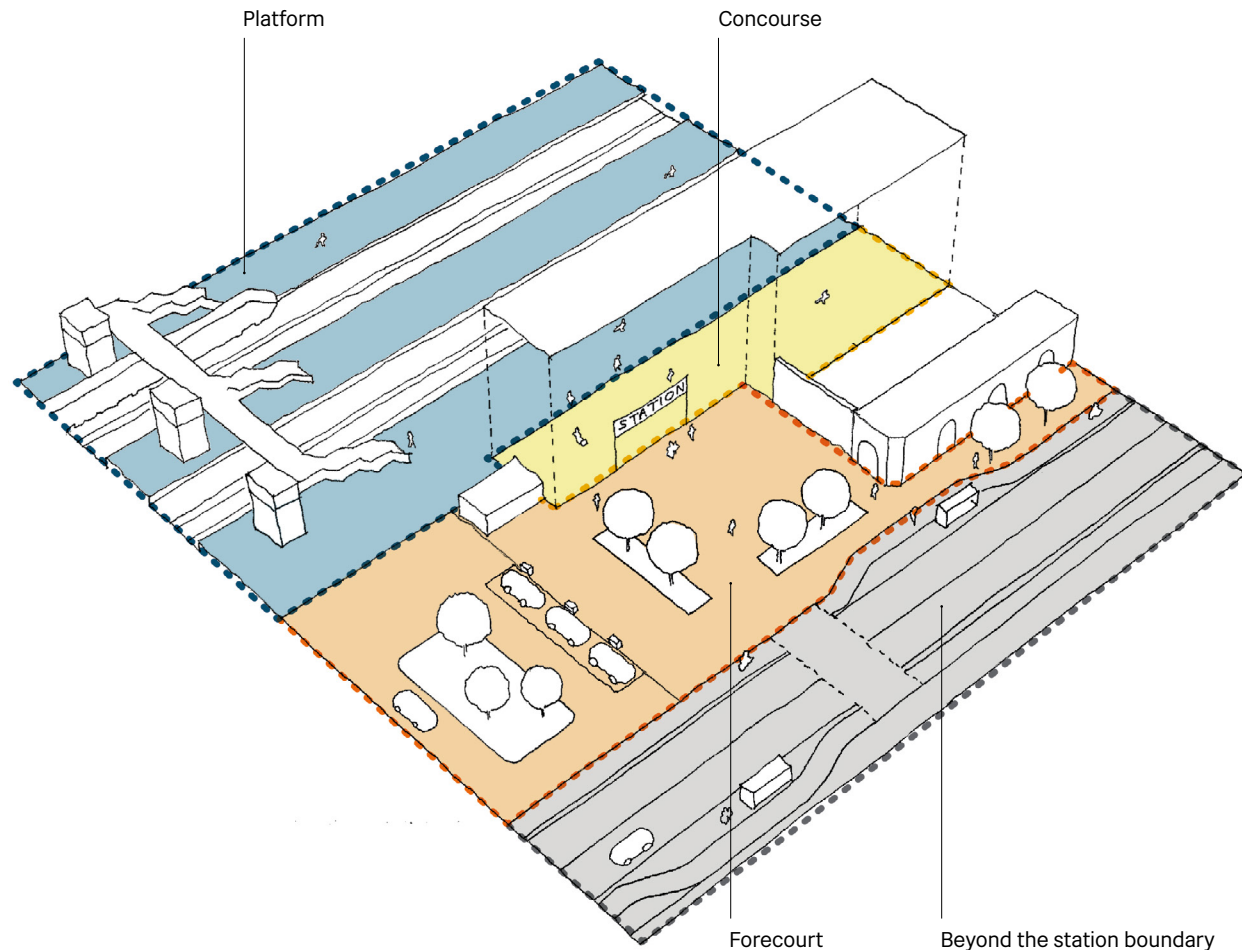 Platform
Concourse
STATION
Forecourt
Beyond the station boundary